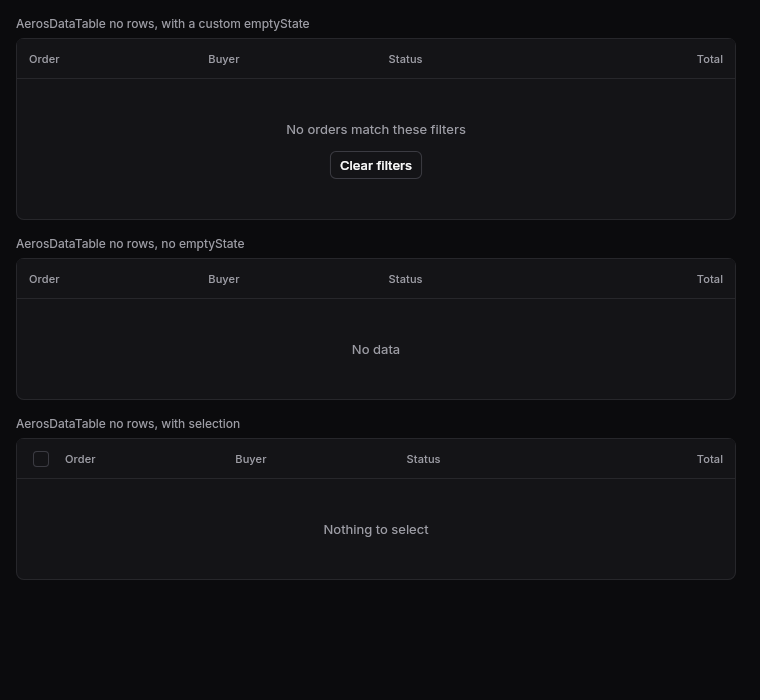 AerosDataTable no rows, with a custom emptyState
Order Buyer Status Total
No orders match these filters
Clear filters
AerosDataTable no rows, no emptyState
Order Buyer Status Total
No data
AerosDataTable no rows, with selection
Order Buyer Status Total
Nothing to select